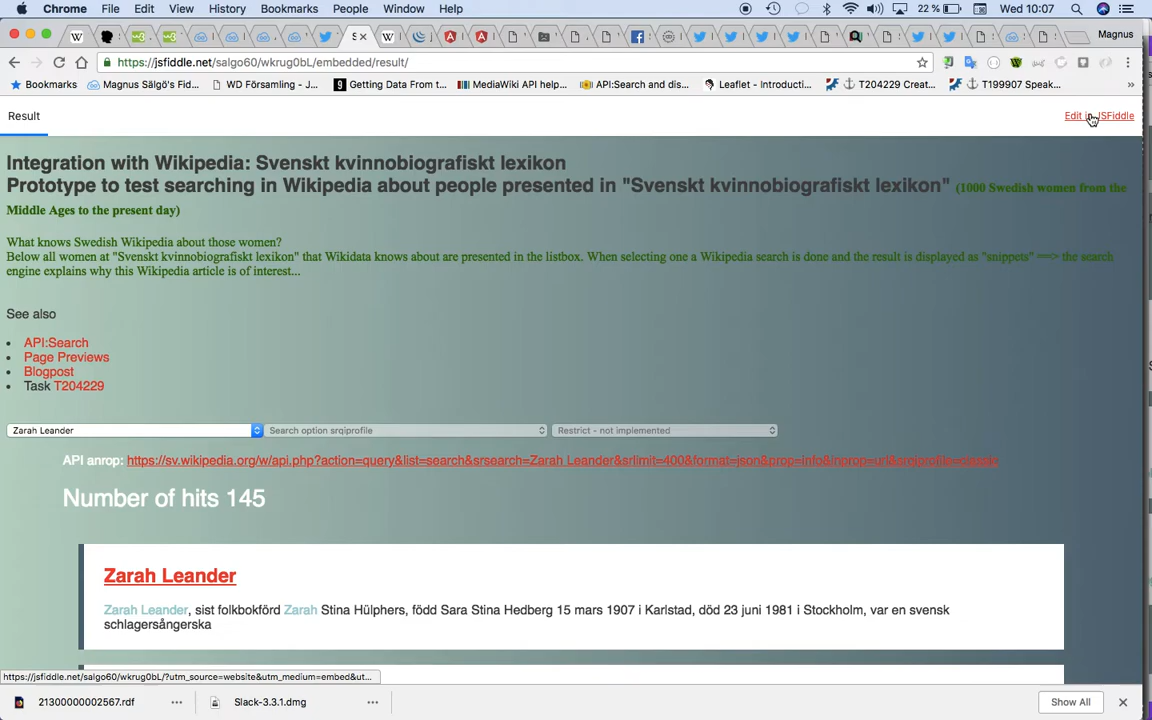 Chrome File Edit View History Bookmarks People Window Help 22 % Wed 10:07
S Magnus
https://jsfiddle.net/salgo60/wkrug0bL/embedded/result/
Bookmarks Magnus Sälgö's Fid... WD Församling - J... Getting Data From t... MediaWiki API help... API:Search and dis... Leaflet - Introducti... T204229 Creat... T199907 Speak... »
Result Edit in JSFiddle
Integration with Wikipedia: Svenskt kvinnobiografiskt lexikon
Prototype to test searching in Wikipedia about people presented in "Svenskt kvinnobiografiskt lexikon" (1000 Swedish women from the
Middle Ages to the present day)
What knows Swedish Wikipedia about those women?
Below all women at "Svenskt kvinnobiografiskt lexikon" that Wikidata knows about are presented in the listbox. When selecting one a Wikipedia search is done and the result is displayed as "snippets" ==> the search
engine explains why this Wikipedia article is of interest...
See also
• API:Search
• Page Previews
• Blogpost
• Task T204229
Zarah Leander Search option srqiprofile Restrict - not implemented
API anrop: https://sv.wikipedia.org/w/api.php?action=query&list=search&srsearch=Zarah Leander&srlimit=400&format=json&prop=info&inprop=url&srqiprofile=classic
Number of hits 145
Zarah Leander
Zarah Leander, sist folkbokförd Zarah Stina Hülphers, född Sara Stina Hedberg 15 mars 1907 i Karlstad, död 23 juni 1981 i Stockholm, var en svensk
schlagersångerska
https://jsfiddle.net/salgo60/wkrug0bL/?utm_source=website&utm_medium=embed&ut...
21300000002567.rdf Slack-3.3.1.dmg Show All